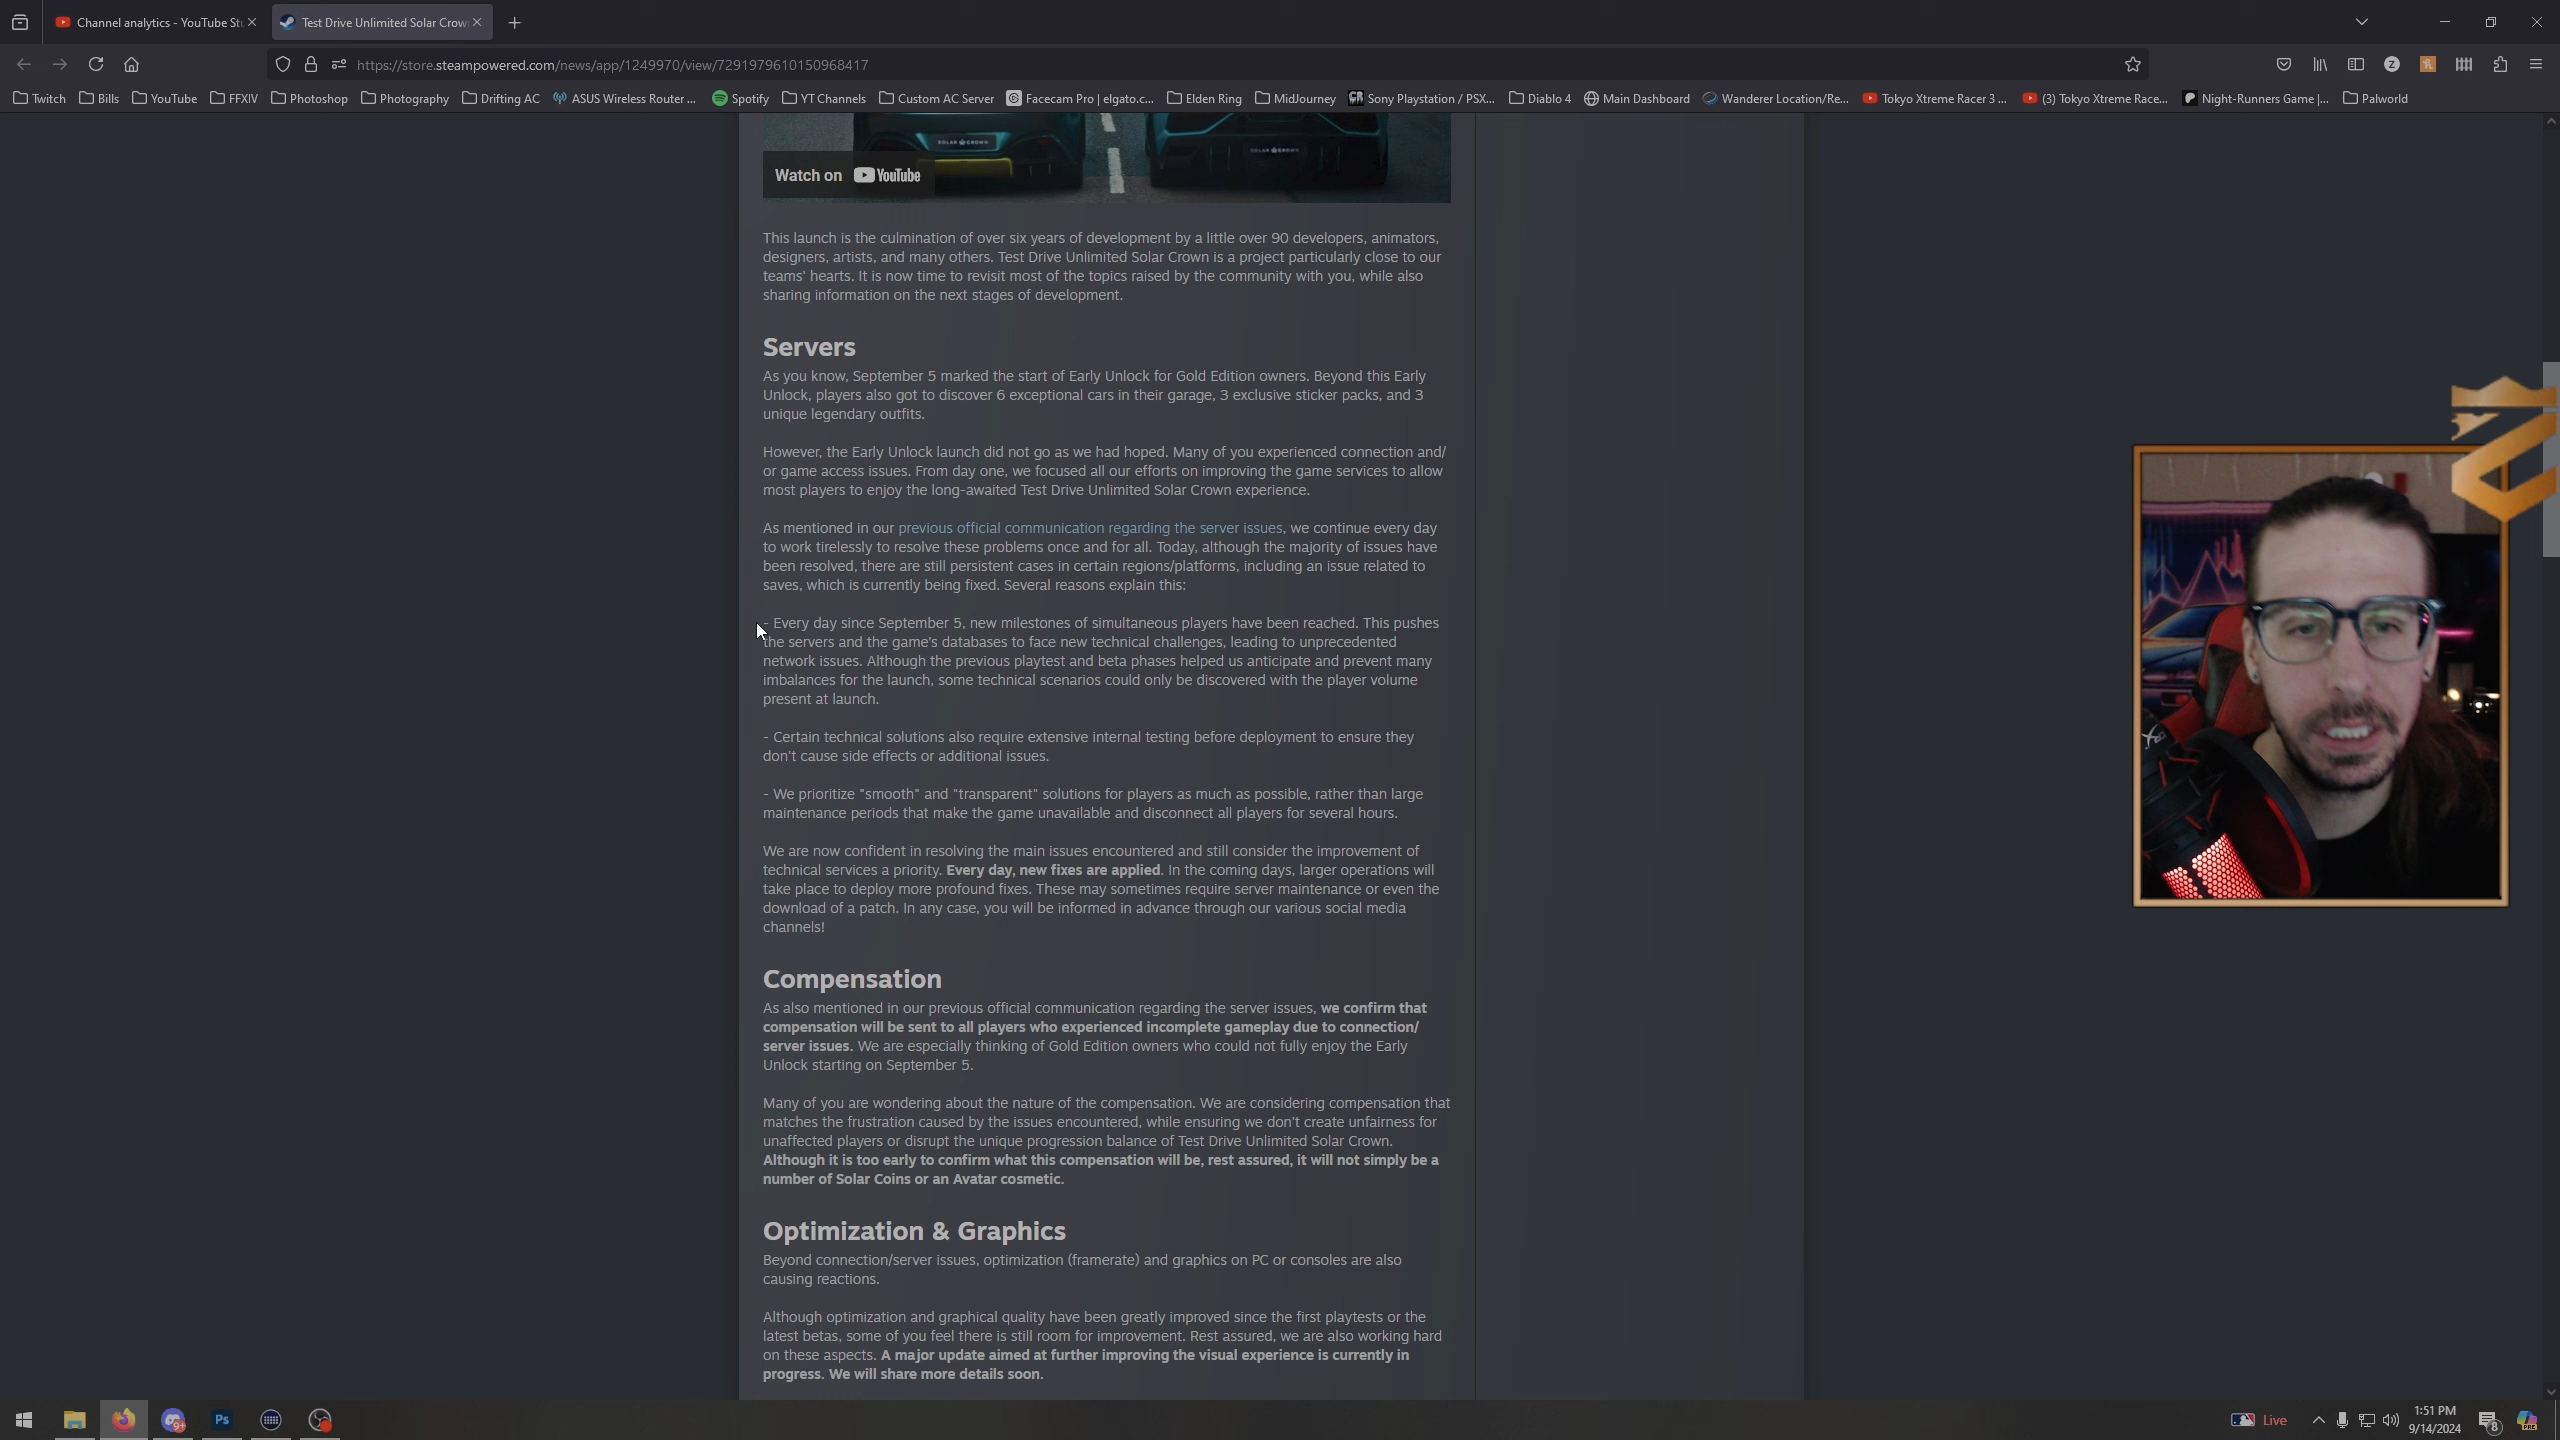 Channel analytics - YouTube St
Test Drive Unlimited Solar Crow
https://store.steampowered.com/news/app/1249970/view/7291979610150968417
Twitch Bills YouTube FFXIV Photoshop Photography Drifting AC ASUS Wireless Router ... Spotify YT Channels Custom AC Server Facecam Pro | elgato.c... Elden Ring MidJourney Sony Playstation / PSX... Diablo 4 Main Dashboard Wanderer Location/Re... Tokyo Xtreme Racer 3 ... (3) Tokyo Xtreme Race... Night-Runners Game |... Palworld
SOLAR CROWN
SOLAR CROWN
Watch on YouTube
This launch is the culmination of over six years of development by a little over 90 developers, animators,
designers, artists, and many others. Test Drive Unlimited Solar Crown is a project particularly close to our
teams' hearts. It is now time to revisit most of the topics raised by the community with you, while also
sharing information on the next stages of development.
Servers
As you know, September 5 marked the start of Early Unlock for Gold Edition owners. Beyond this Early
Unlock, players also got to discover 6 exceptional cars in their garage, 3 exclusive sticker packs, and 3
unique legendary outfits.
However, the Early Unlock launch did not go as we had hoped. Many of you experienced connection and/
or game access issues. From day one, we focused all our efforts on improving the game services to allow
most players to enjoy the long-awaited Test Drive Unlimited Solar Crown experience.
As mentioned in our previous official communication regarding the server issues, we continue every day
to work tirelessly to resolve these problems once and for all. Today, although the majority of issues have
been resolved, there are still persistent cases in certain regions/platforms, including an issue related to
saves, which is currently being fixed. Several reasons explain this:
- Every day since September 5, new milestones of simultaneous players have been reached. This pushes
the servers and the game's databases to face new technical challenges, leading to unprecedented
network issues. Although the previous playtest and beta phases helped us anticipate and prevent many
imbalances for the launch, some technical scenarios could only be discovered with the player volume
present at launch.
- Certain technical solutions also require extensive internal testing before deployment to ensure they
don't cause side effects or additional issues.
- We prioritize "smooth" and "transparent" solutions for players as much as possible, rather than large
maintenance periods that make the game unavailable and disconnect all players for several hours.
We are now confident in resolving the main issues encountered and still consider the improvement of
technical services a priority. Every day, new fixes are applied. In the coming days, larger operations will
take place to deploy more profound fixes. These may sometimes require server maintenance or even the
download of a patch. In any case, you will be informed in advance through our various social media
channels!
Compensation
As also mentioned in our previous official communication regarding the server issues, we confirm that
compensation will be sent to all players who experienced incomplete gameplay due to connection/
server issues. We are especially thinking of Gold Edition owners who could not fully enjoy the Early
Unlock starting on September 5.
Many of you are wondering about the nature of the compensation. We are considering compensation that
matches the frustration caused by the issues encountered, while ensuring we don't create unfairness for
unaffected players or disrupt the unique progression balance of Test Drive Unlimited Solar Crown.
Although it is too early to confirm what this compensation will be, rest assured, it will not simply be a
number of Solar Coins or an Avatar cosmetic.
Optimization & Graphics
Beyond connection/server issues, optimization (framerate) and graphics on PC or consoles are also
causing reactions.
Although optimization and graphical quality have been greatly improved since the first playtests or the
latest betas, some of you feel there is still room for improvement. Rest assured, we are also working hard
on these aspects. A major update aimed at further improving the visual experience is currently in
progress. We will share more details soon.
9+
Ps
Live
1:51 PM
9/14/2024
8
PRE